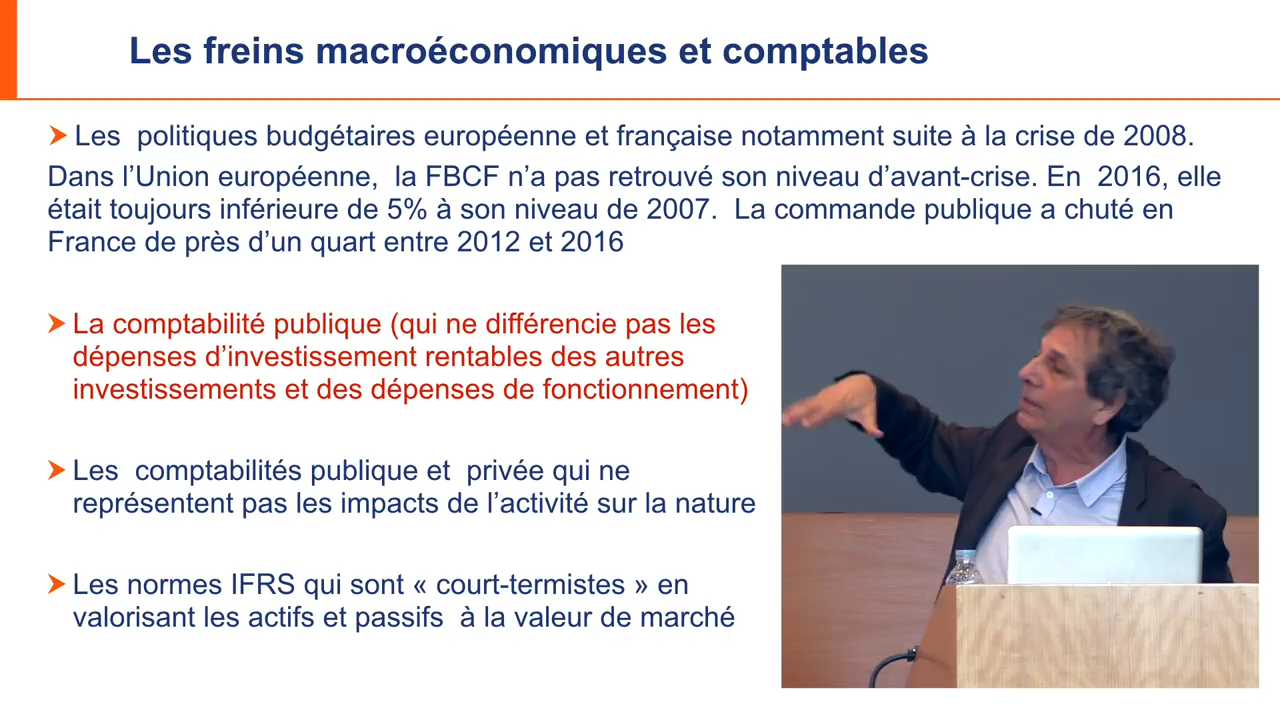 Les freins macroéconomiques et comptables
Les politiques budgétaires européenne et française notamment suite à la crise de 2008.
Dans l’Union européenne, la FBCF n’a pas retrouvé son niveau d’avant-crise. En 2016, elle
était toujours inférieure de 5% à son niveau de 2007. La commande publique a chuté en
France de près d’un quart entre 2012 et 2016
La comptabilité publique (qui ne différencie pas les
dépenses d’investissement rentables des autres
investissements et des dépenses de fonctionnement)
Les comptabilités publique et privée qui ne
représentent pas les impacts de l’activité sur la nature
Les normes IFRS qui sont « court-termistes » en
valorisant les actifs et passifs à la valeur de marché